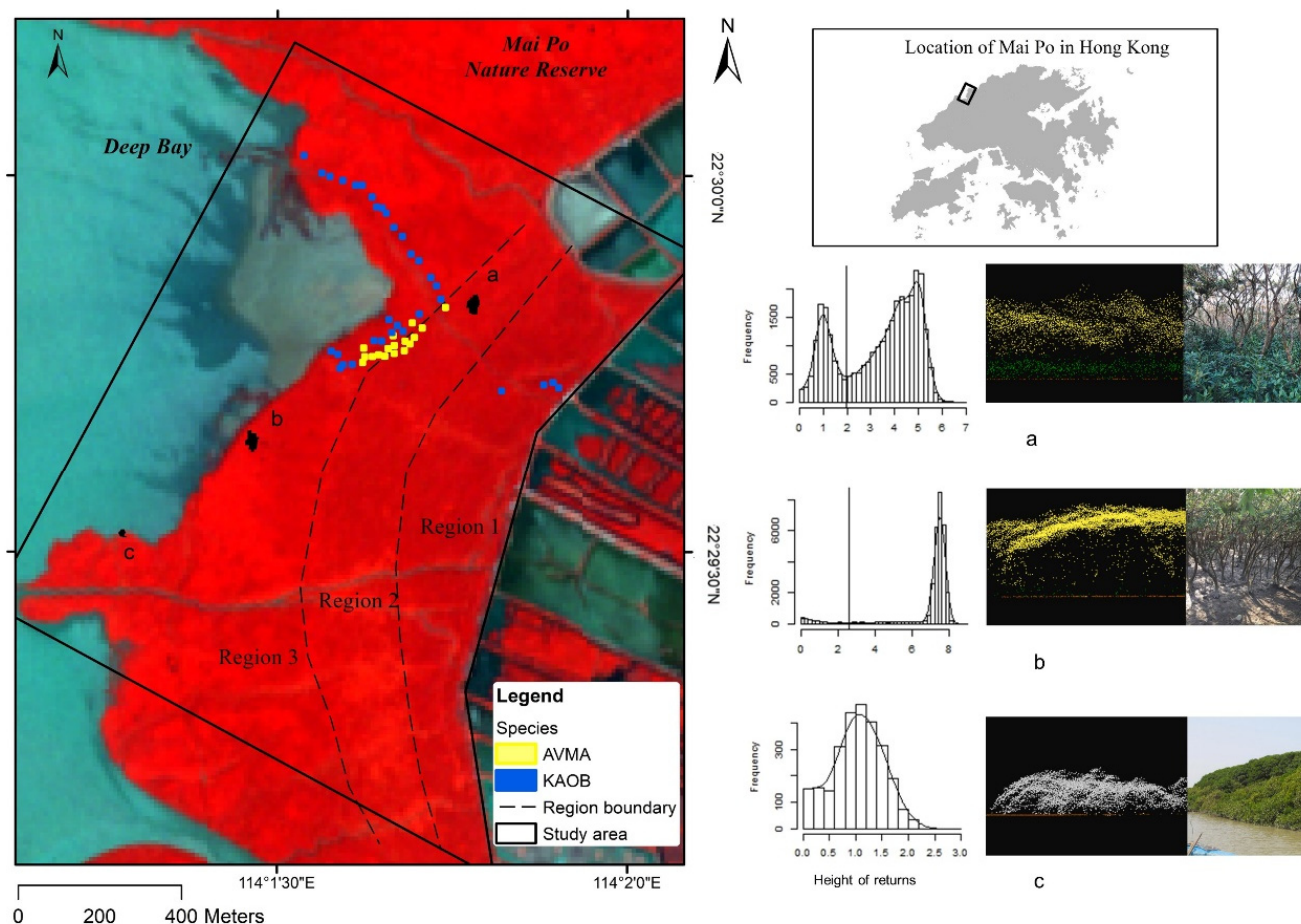 N
Mai Po
Nature Reserve
Deep Bay
a
b
c
Region 1
Region 2
Region 3
Legend
Species
AVMA
KAOB
Region boundary
Study area
22°30'0"N
22°29'30"N
114°1'30"E
114°2'0"E
0 200 400 Meters
N
Location of Mai Po in Hong Kong
Frequency
0 500 1500
0 1 2 3 4 5 6 7
a
Frequency
0 2000 6000
0 2 4 6 8
b
Frequency
0 100 300
0.0 0.5 1.0 1.5 2.0 2.5 3.0
Height of returns
c